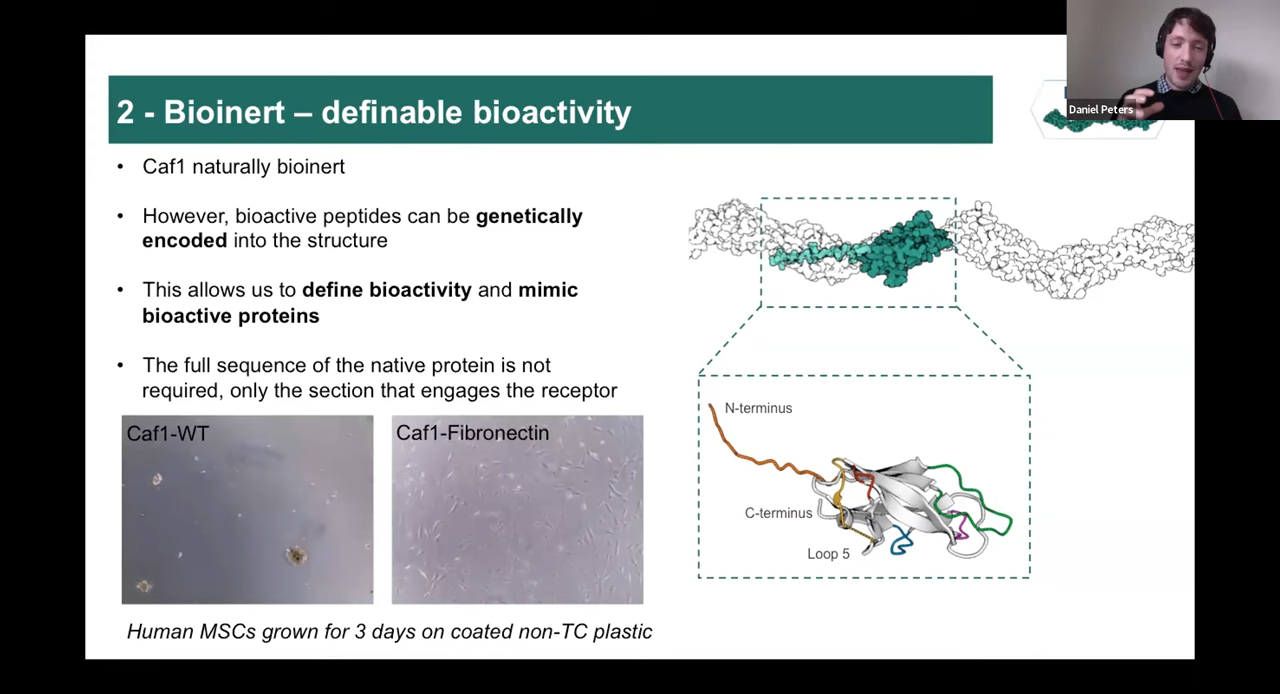 2 - Bioinert – definable bioactivity
Daniel Peters
• Caf1 naturally bioinert
• However, bioactive peptides can be genetically
encoded into the structure
• This allows us to define bioactivity and mimic
bioactive proteins
• The full sequence of the native protein is not
required, only the section that engages the receptor
Caf1-WT
Caf1-Fibronectin
Human MSCs grown for 3 days on coated non-TC plastic
N-terminus
C-terminus
Loop 5